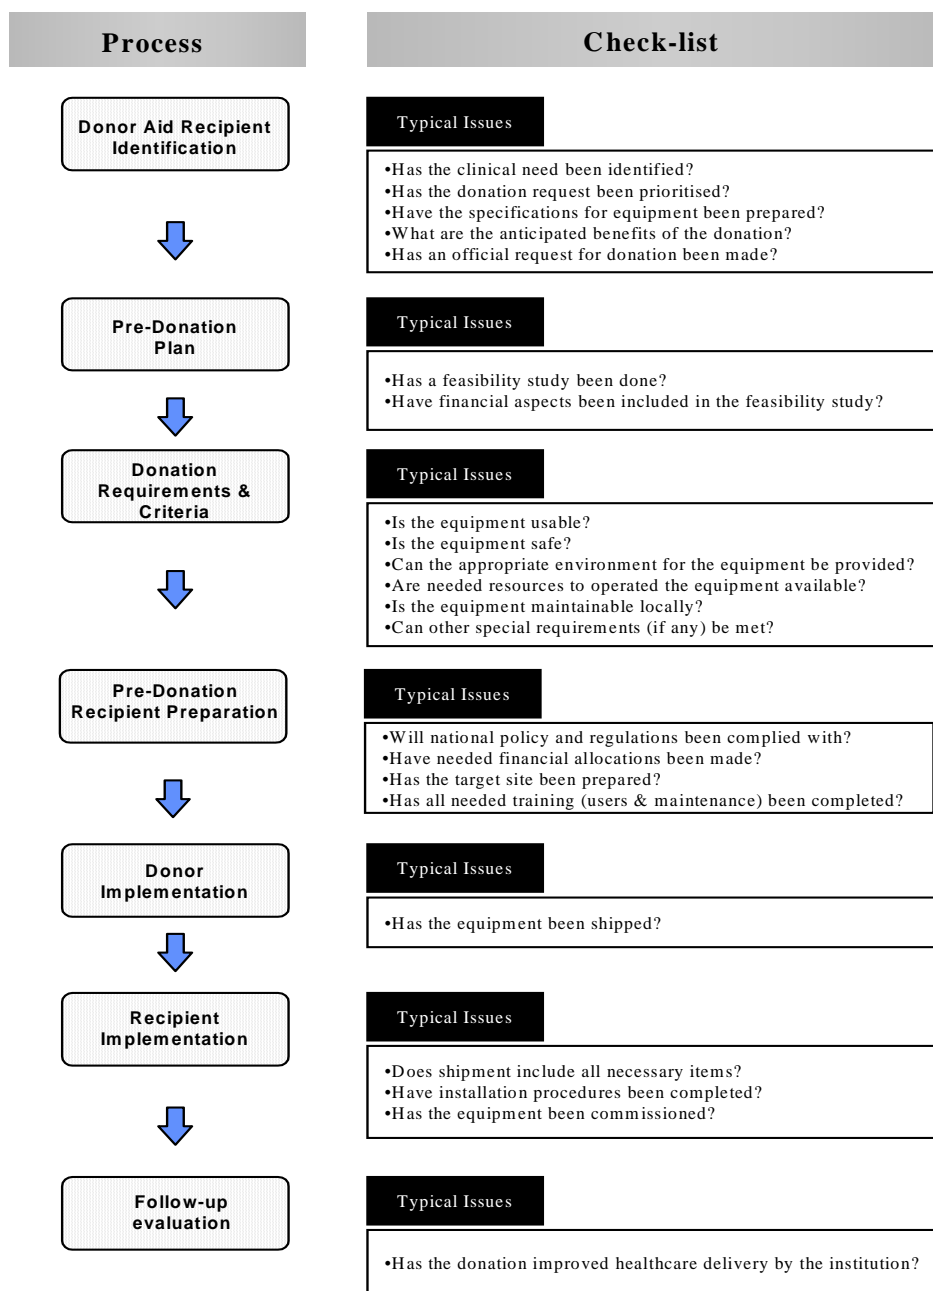 Process
Check-list
Donor Aid Recipient
Identification
Typical Issues
•Has the clinical need been identified?
•Has the donation request been prioritised?
•Have the specifications for equipment been prepared?
•What are the anticipated benefits of the donation?
•Has an official request for donation been made?
Pre-Donation
Plan
Typical Issues
•Has a feasibility study been done?
•Have financial aspects been included in the feasibility study?
Donation
Requirements &
Criteria
Typical Issues
•Is the equipment usable?
•Is the equipment safe?
•Can the appropriate environment for the equipment be provided?
•Are needed resources to operated the equipment available?
•Is the equipment maintainable locally?
•Can other special requirements (if any) be met?
Pre-Donation
Recipient Preparation
Typical Issues
•Will national policy and regulations been complied with?
•Have needed financial allocations been made?
•Has the target site been prepared?
•Has all needed training (users & maintenance) been completed?
Donor
Implementation
Typical Issues
•Has the equipment been shipped?
Recipient
Implementation
Typical Issues
•Does shipment include all necessary items?
•Have installation procedures been completed?
•Has the equipment been commissioned?
Follow-up
evaluation
Typical Issues
•Has the donation improved healthcare delivery by the institution?